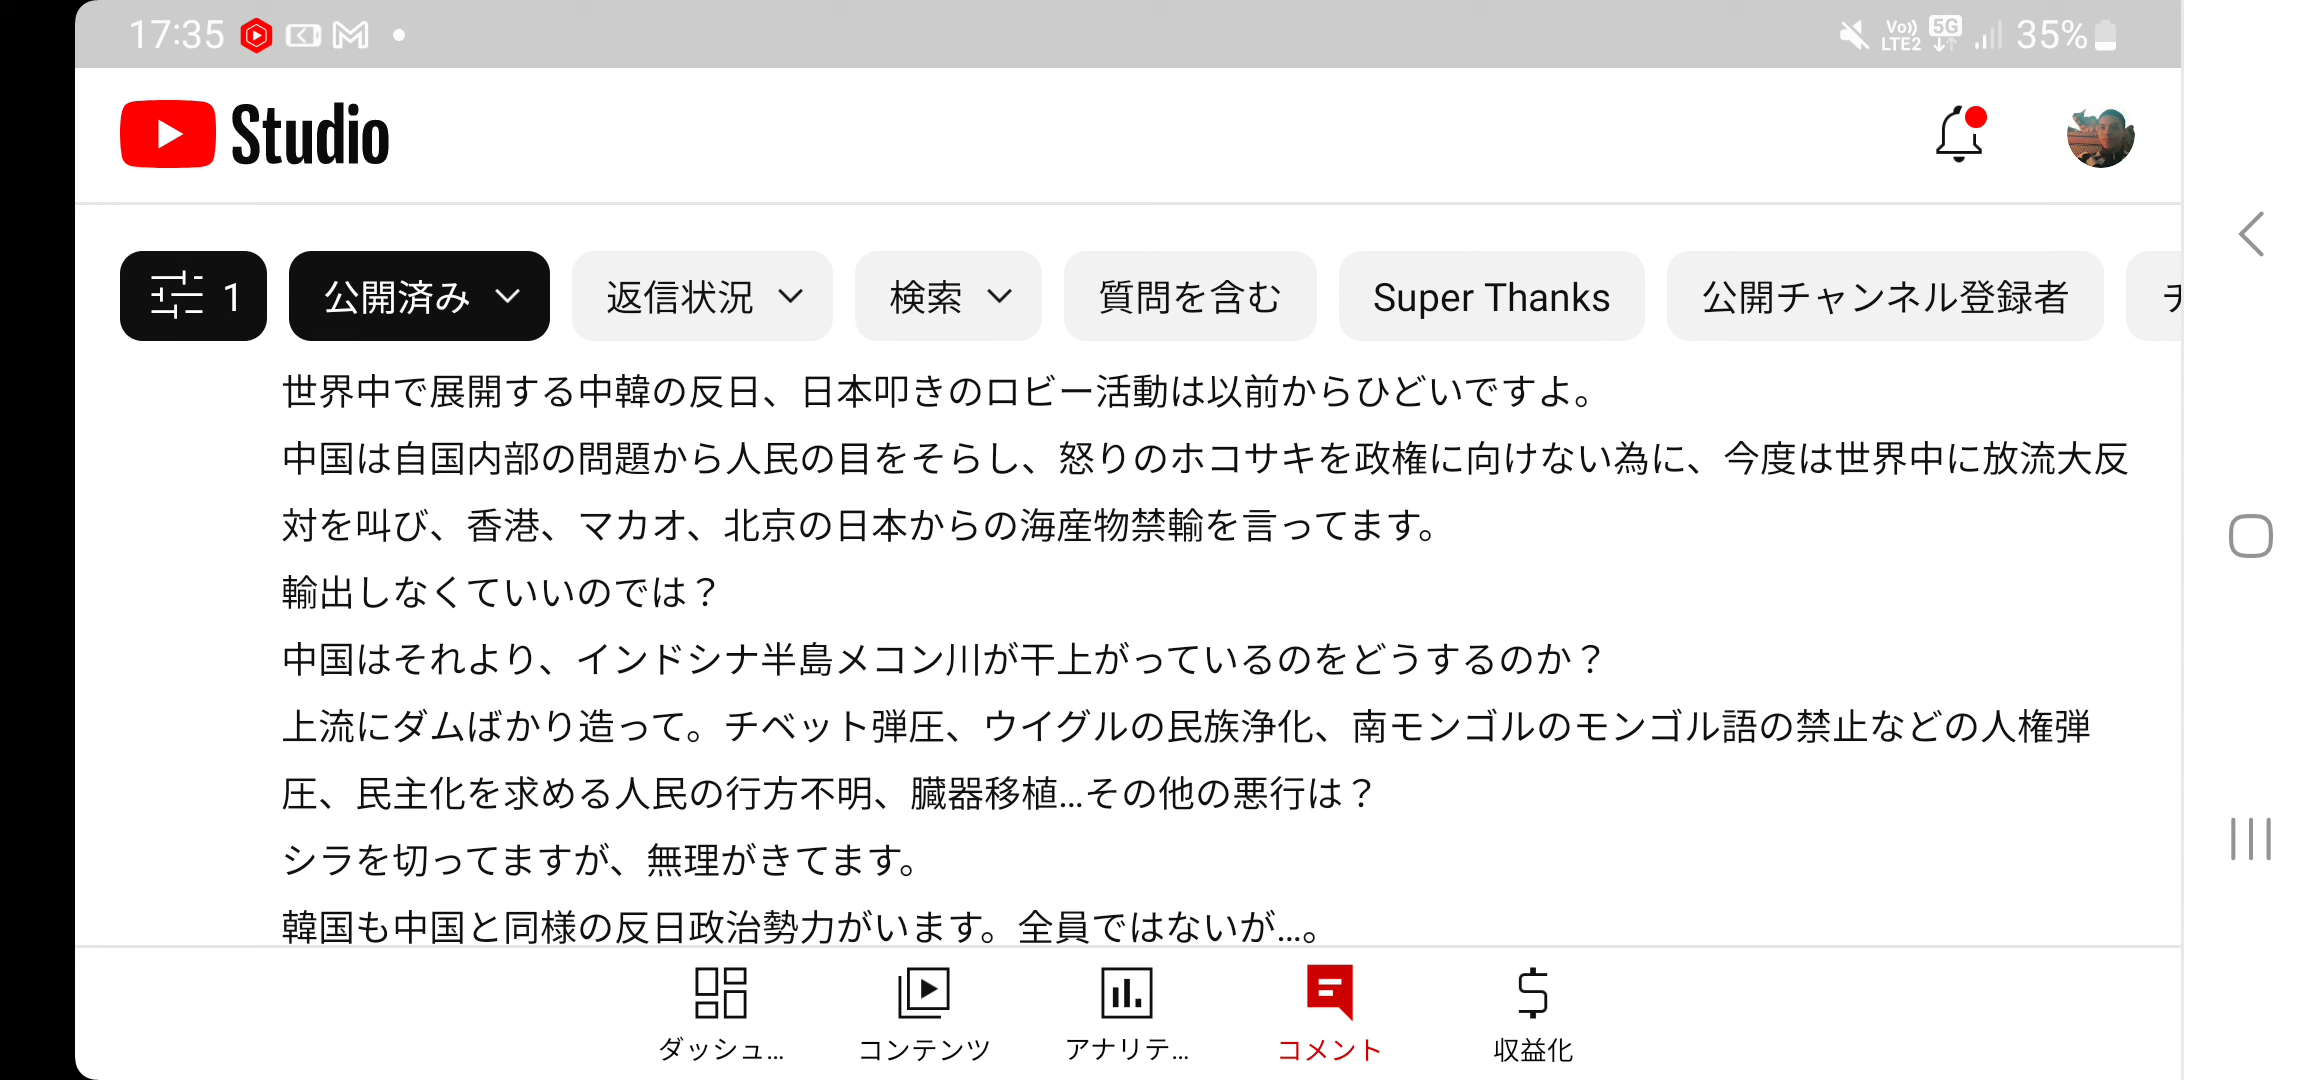 17:35
Vo))
LTE2
5G
35%
Studio
1
公開済み
返信状況
検索
質問を含む
Super Thanks
公開チャンネル登録者
世界中で展開する中韓の反日、日本叩きのロビー活動は以前からひどいですよ。
中国は自国内部の問題から人民の目をそらし、怒りのホコサキを政権に向けない為に、今度は世界中に放流大反
対を叫び、香港、マカオ、北京の日本からの海産物禁輸を言ってます。
輸出しなくていいのでは？
中国はそれより、インドシナ半島メコン川が干上がっているのをどうするのか？
上流にダムばかり造って。チベット弾圧、ウイグルの民族浄化、南モンゴルのモンゴル語の禁止などの人権弾
圧、民主化を求める人民の行方不明、臓器移植...その他の悪行は？
シラを切ってますが、無理がきてます。
韓国も中国と同様の反日政治勢力がいます。全員ではないが...。
ダッシュ...
コンテンツ
アナリテ...
コメント
収益化